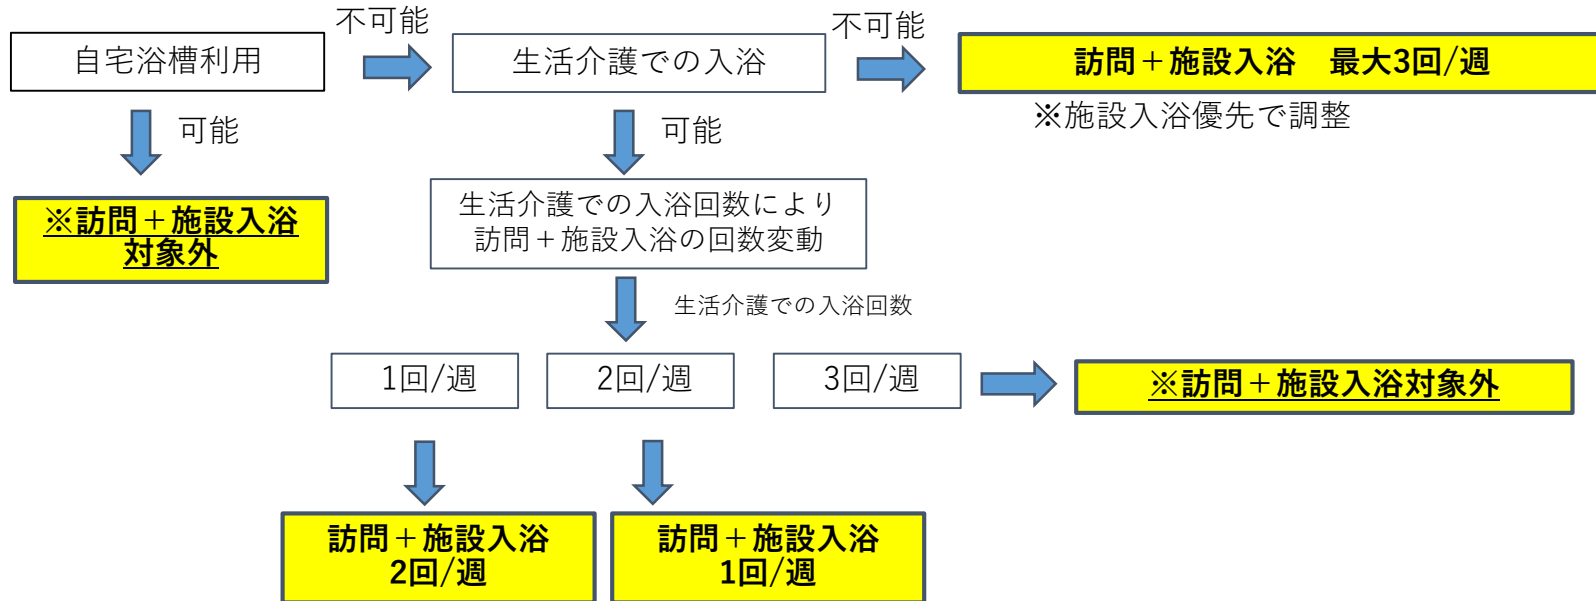 不可能
不可能
自宅浴槽利用
生活介護での入浴
訪問＋施設入浴　最大3回/週
※施設入浴優先で調整
可能
可能
※訪問＋施設入浴
対象外
生活介護での入浴回数により
訪問＋施設入浴の回数変動
生活介護での入浴回数
1回/週
2回/週
3回/週
※訪問＋施設入浴対象外
訪問＋施設入浴
2回/週
訪問＋施設入浴
1回/週